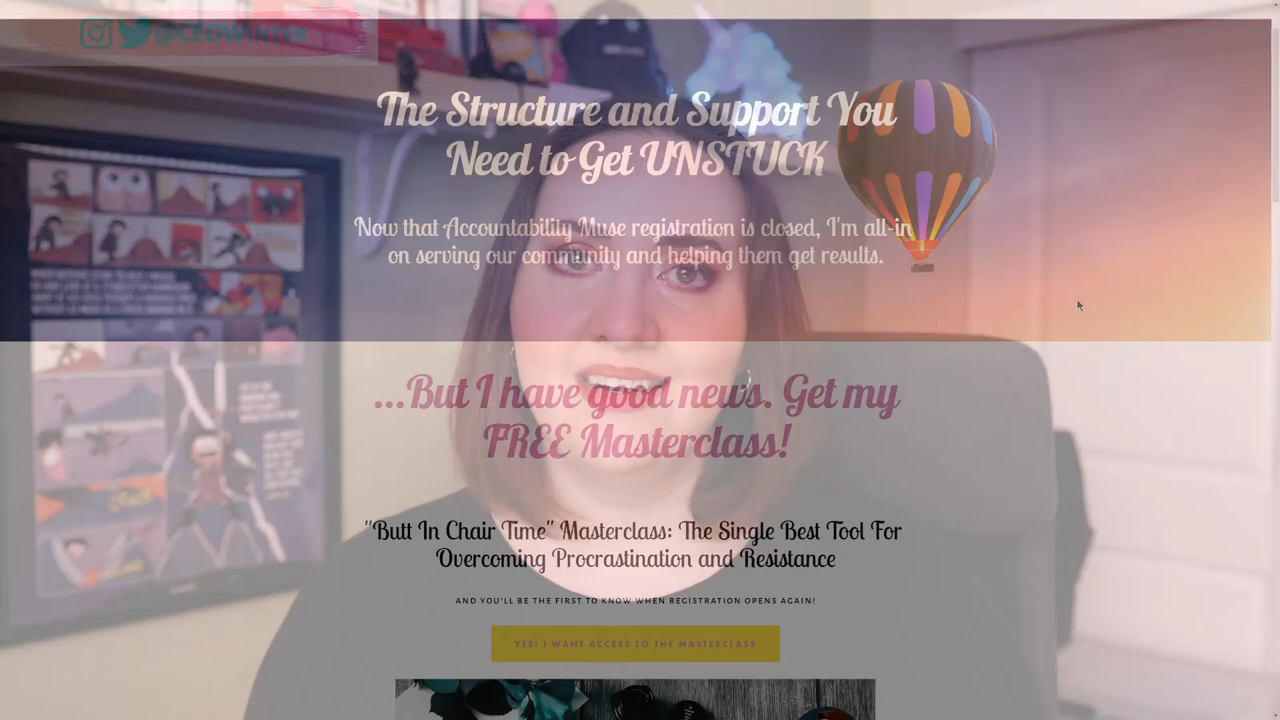 @CEOWinter
The Structure and Support You
Need to Get UNSTUCK
Now that Accountability Muse registration is closed, I'm all-in
on serving our community and helping them get results.
...But I have good news. Get my
FREE Masterclass!
"Butt In Chair Time" Masterclass: The Single Best Tool For
Overcoming Procrastination and Resistance
AND YOU'LL BE THE FIRST TO KNOW WHEN REGISTRATION OPENS AGAIN!
YES! I WANT ACCESS TO THE MASTERCLASS